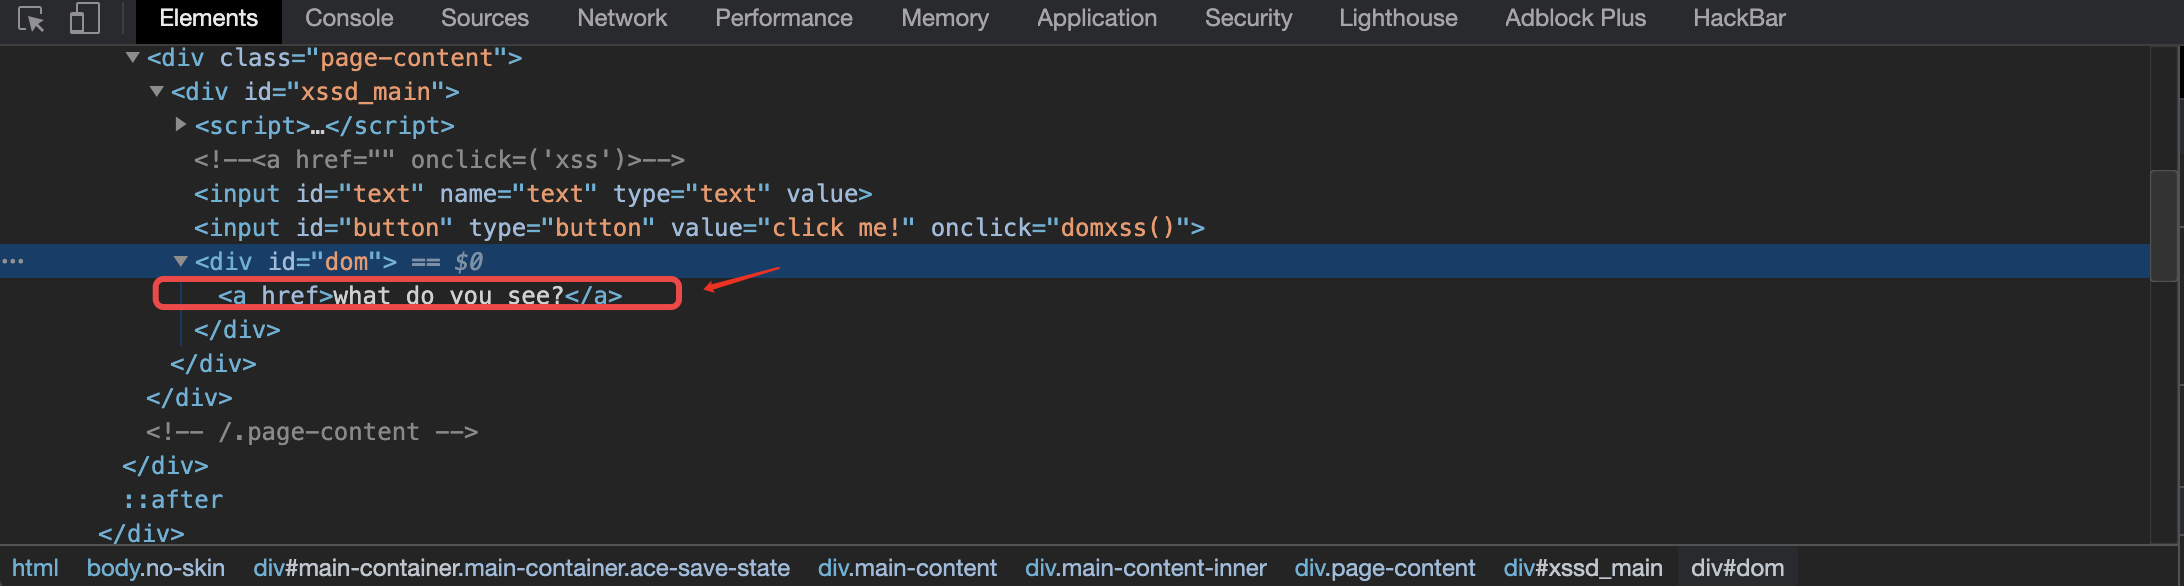 Elements Console Sources Network Performance Memory Application Security Lighthouse Adblock Plus HackBar
<div class="page-content">
<div id="xssd_main">
<script>…</script>
<!--<a href="" onclick=('xss')>-->
<input id="text" name="text" type="text" value>
<input id="button" type="button" value="click me!" onclick="domxss()">
<div id="dom"> == $0
<a href>what do you see?</a>
</div>
</div>
</div>
<!-- /.page-content -->
</div>
::after
</div>
html body.no-skin div#main-container.main-container.ace-save-state div.main-content div.main-content-inner div.page-content div#xssd_main div#dom